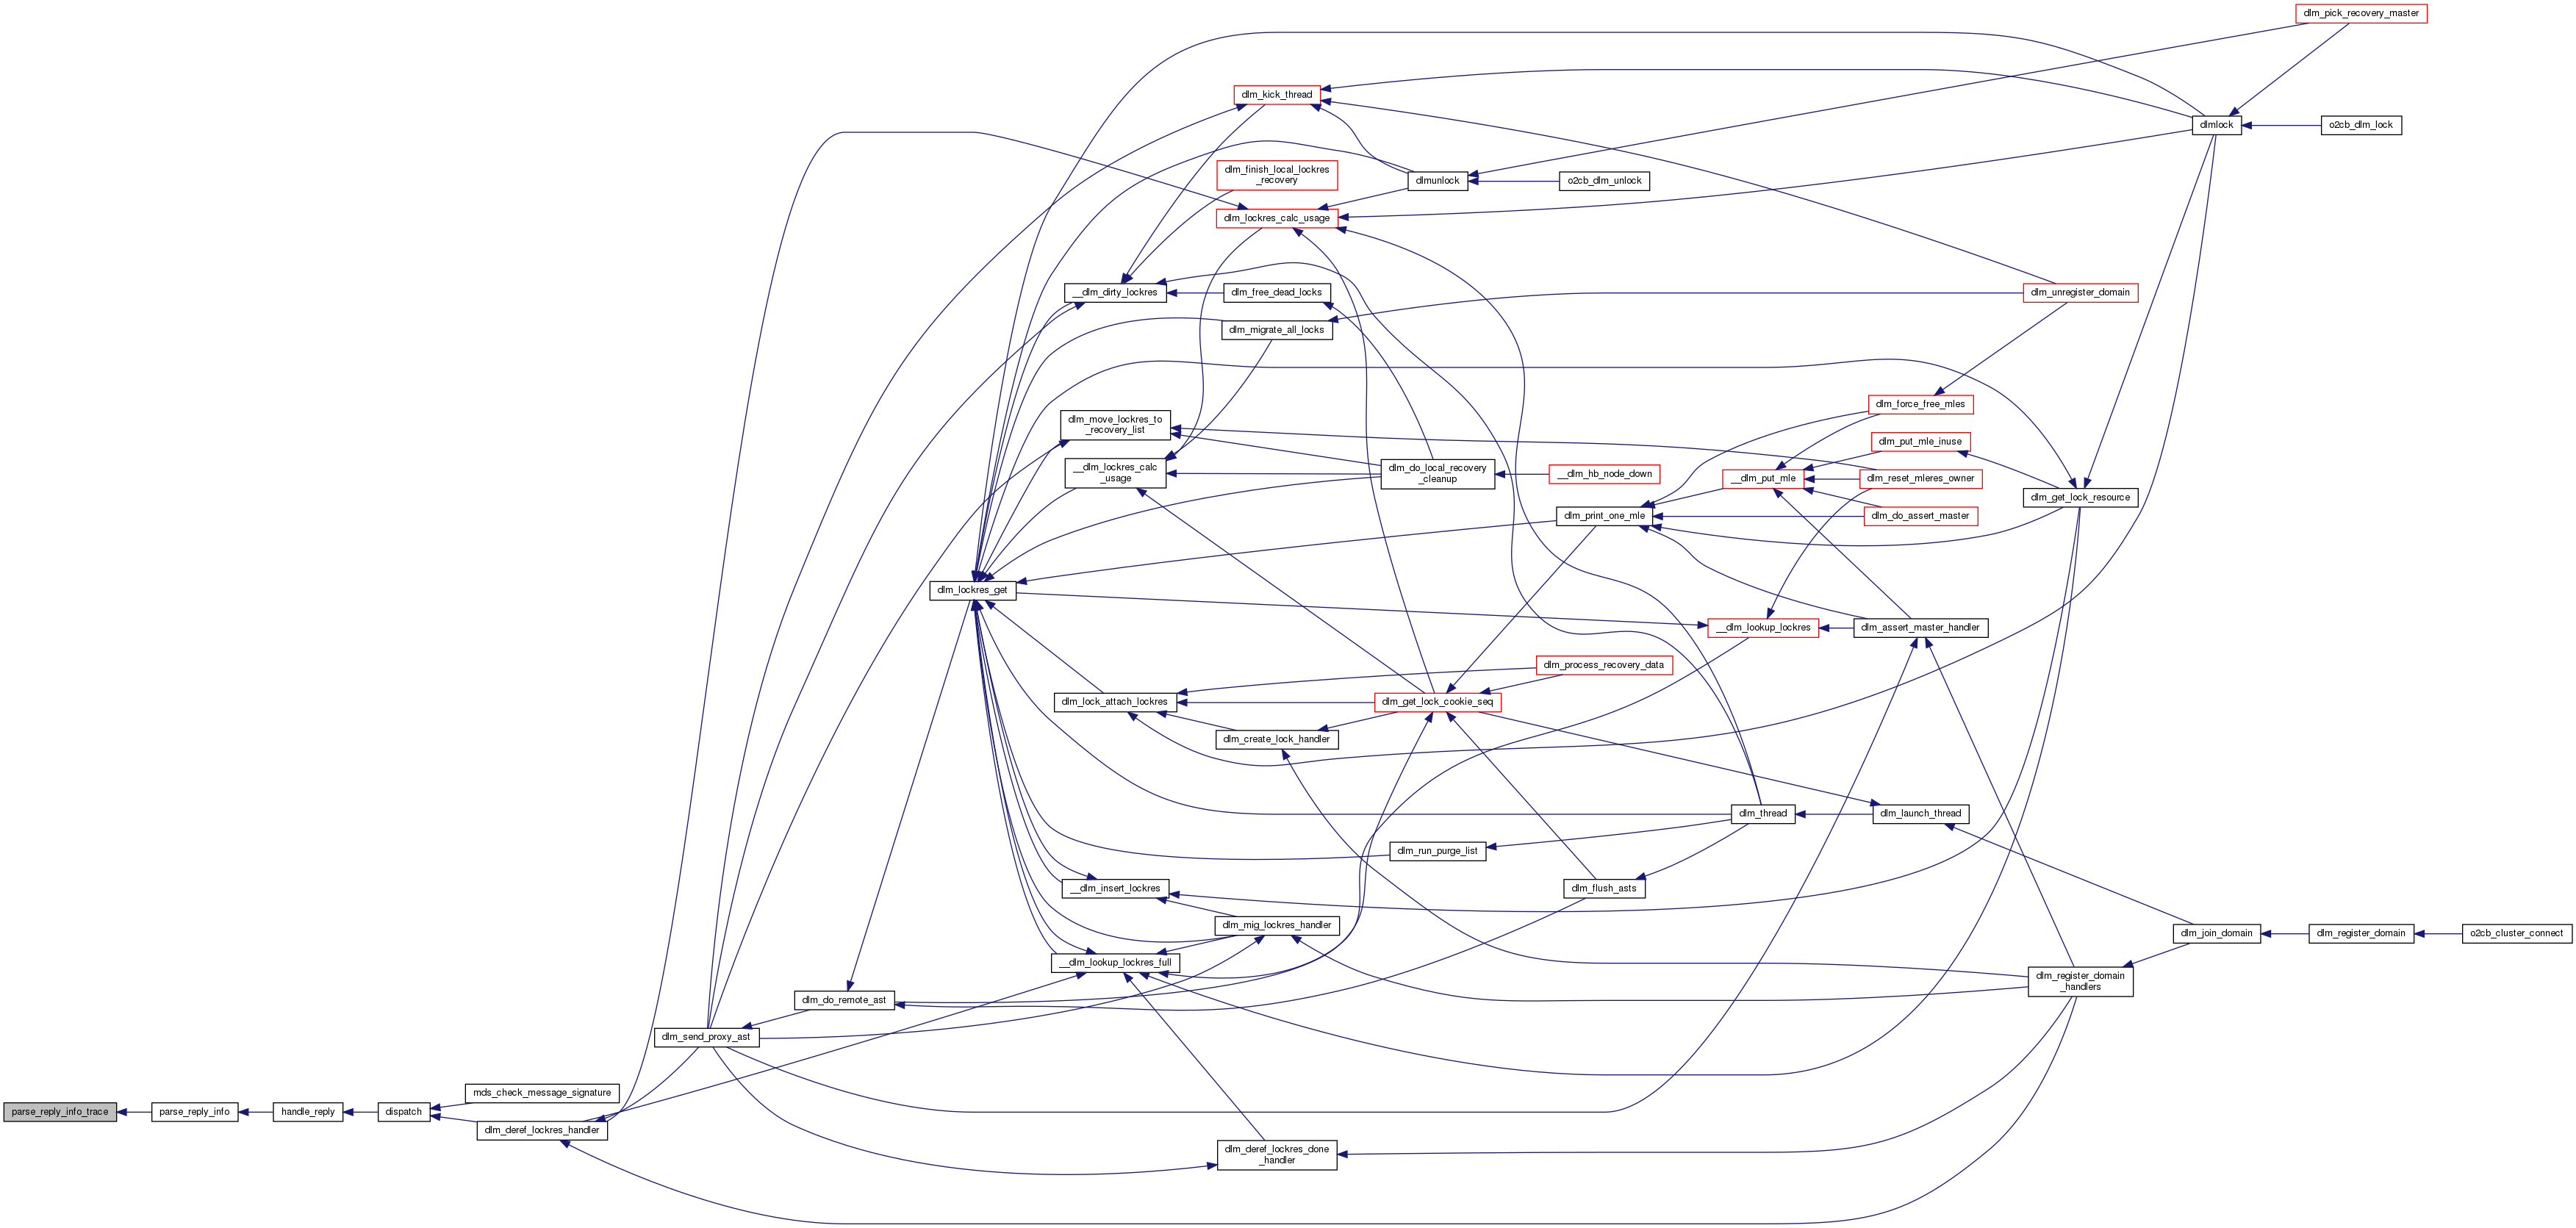 dlm_pick_recovery_master
dlm_kick_thread
dlmlock
o2cb_dlm_lock
dlm_finish_local_lockres
_recovery
dlmunlock
o2cb_dlm_unlock
dlm_lockres_calc_usage
__dlm_dirty_lockres
dlm_free_dead_locks
dlm_unregister_domain
dlm_migrate_all_locks
dlm_move_lockres_to
_recovery_list
dlm_force_free_mles
dlm_put_mle_inuse
__dlm_lockres_calc
_usage
dlm_do_local_recovery
_cleanup
__dlm_hb_node_down
__dlm_put_mle
dlm_reset_mleres_owner
dlm_get_lock_resource
dlm_print_one_mle
dlm_do_assert_master
dlm_lockres_get
__dlm_lookup_lockres
dlm_assert_master_handler
dlm_process_recovery_data
dlm_lock_attach_lockres
dlm_get_lock_cookie_seq
dlm_create_lock_handler
dlm_thread
dlm_launch_thread
dlm_run_purge_list
__dlm_insert_lockres
dlm_flush_asts
dlm_mig_lockres_handler
dlm_join_domain
dlm_register_domain
o2cb_cluster_connect
__dlm_lookup_lockres_full
dlm_register_domain
_handlers
dlm_do_remote_ast
dlm_send_proxy_ast
mds_check_message_signature
parse_reply_info_trace
parse_reply_info
handle_reply
dispatch
dlm_deref_lockres_handler
dlm_deref_lockres_done
_handler